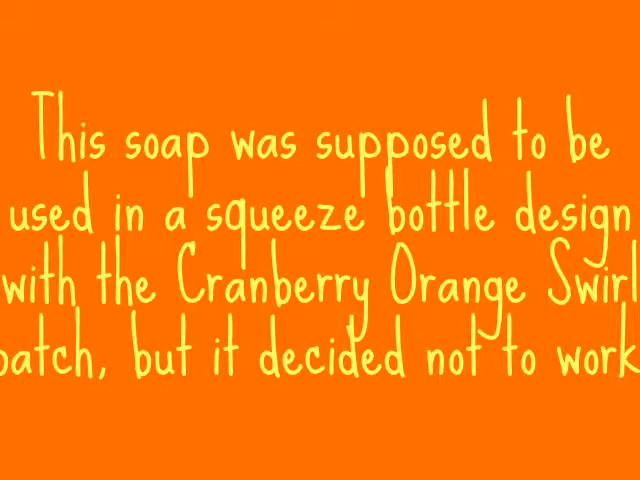 This soap was supposed to be
used in a squeeze bottle design
with the Cranberry Orange Swirl
batch, but it decided not to work